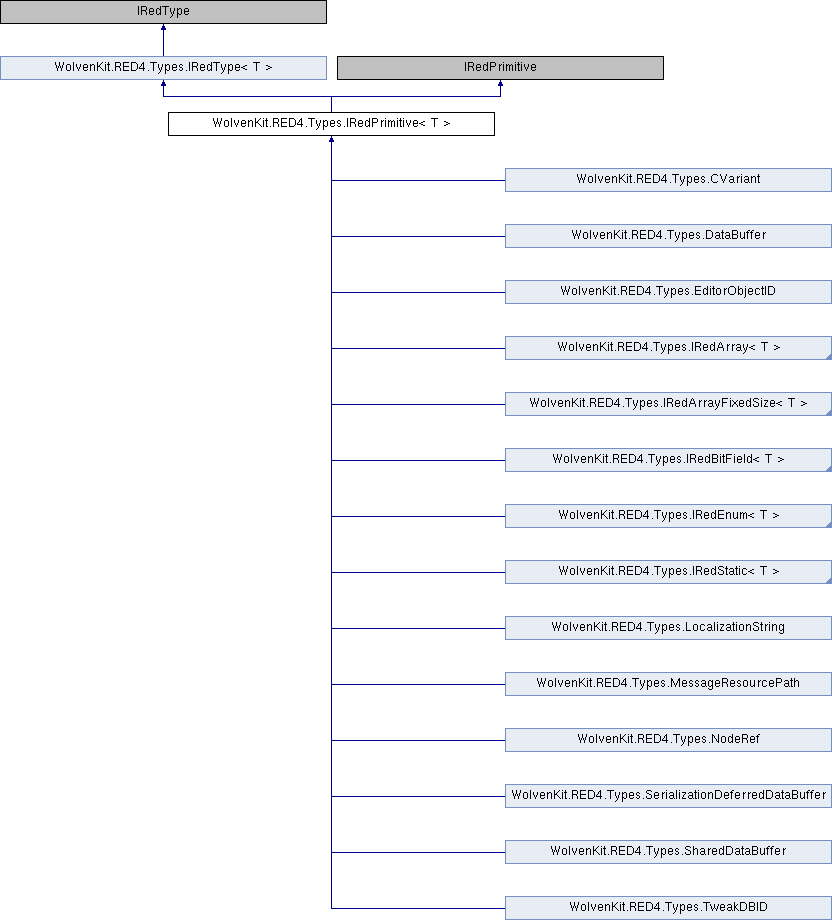 IRedType
WolvenKit.RED4.Types.IRedType< T >
IRedPrimitive
WolvenKit.RED4.Types.IRedPrimitive< T >
WolvenKit.RED4.Types.CVariant
WolvenKit.RED4.Types.DataBuffer
WolvenKit.RED4.Types.EditorObjectID
WolvenKit.RED4.Types.IRedArray< T >
WolvenKit.RED4.Types.IRedArrayFixedSize< T >
WolvenKit.RED4.Types.IRedBitField< T >
WolvenKit.RED4.Types.IRedEnum< T >
WolvenKit.RED4.Types.IRedStatic< T >
WolvenKit.RED4.Types.LocalizationString
WolvenKit.RED4.Types.MessageResourcePath
WolvenKit.RED4.Types.NodeRef
WolvenKit.RED4.Types.SerializationDeferredDataBuffer
WolvenKit.RED4.Types.SharedDataBuffer
WolvenKit.RED4.Types.TweakDBID